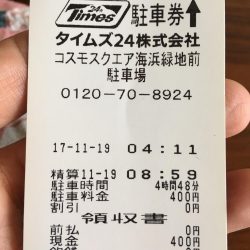 24h
Times 駐車券↑
タイムズ24株式会社
コスモスクエア海浜緑地前
駐車場
0120-70-8924
17-11-19 04:11
精算11-19 08:59
駐車時間 4時間48分
駐車料金 400円
割引 0円
領収書
前払 0円
現金 400円